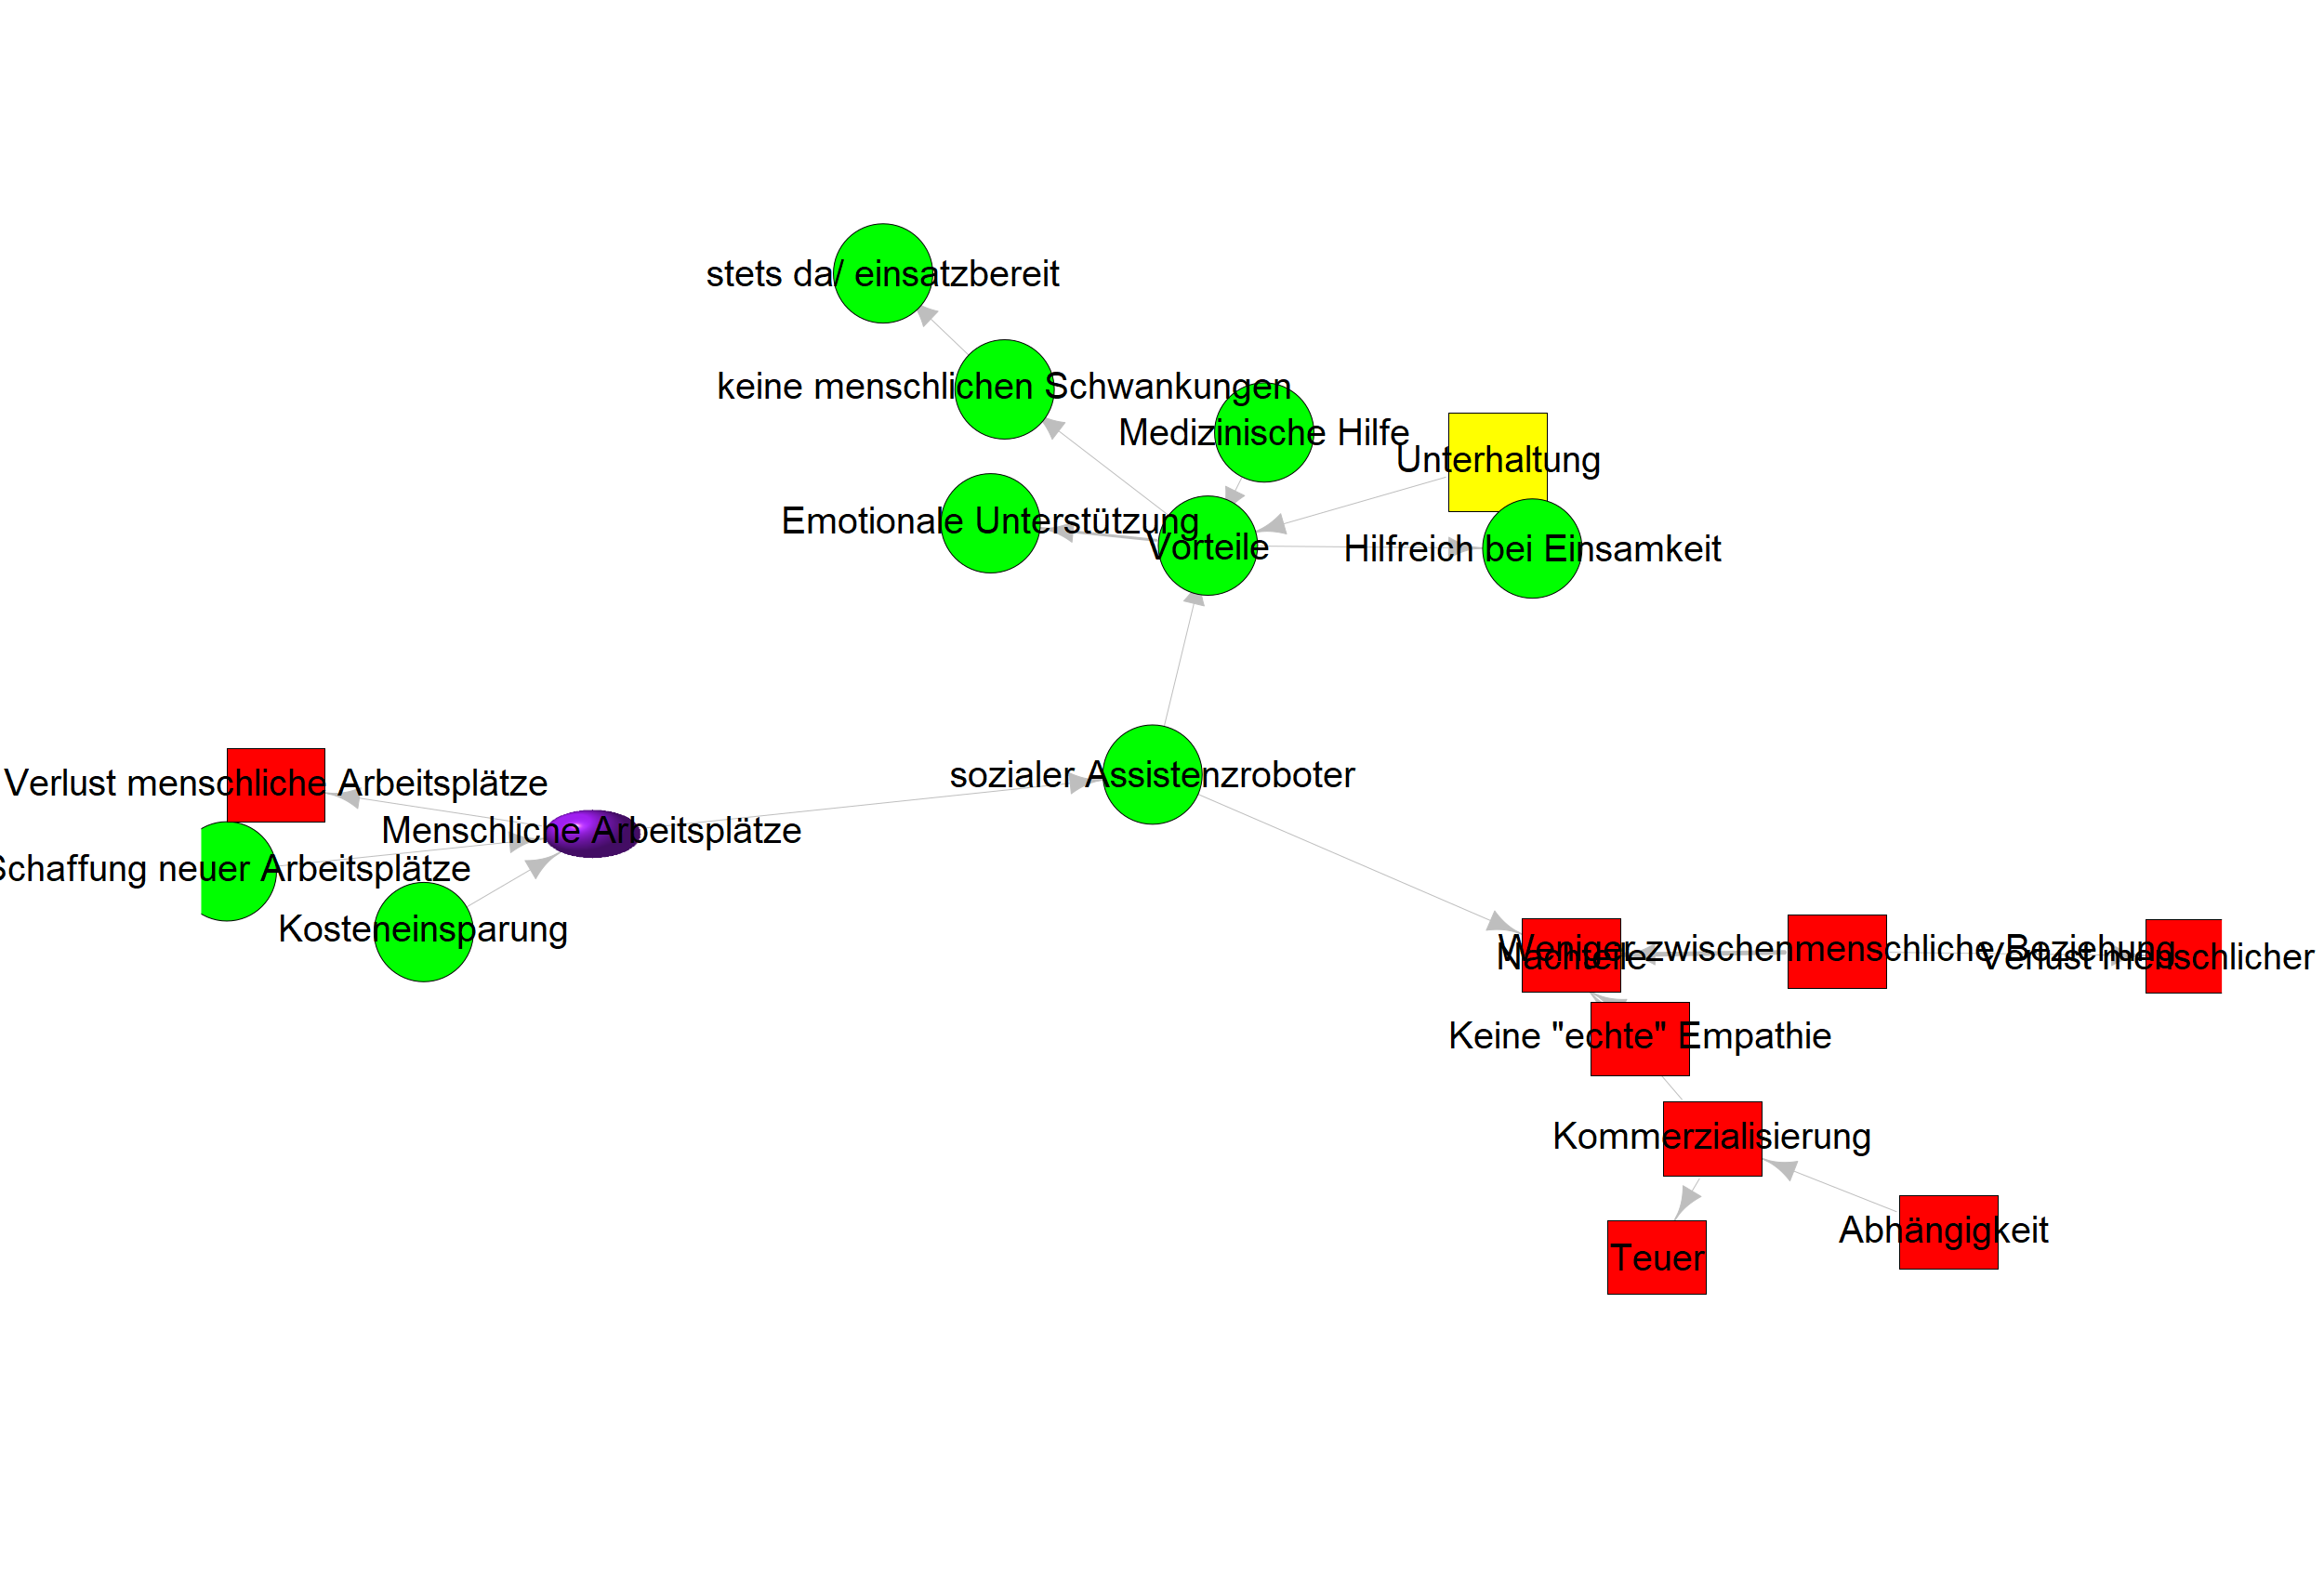 stets da/ einsatzbereit
keine menschlichen Schwankungen
Medizinische Hilfe
Unterhaltung
Emotionale Unterstützung
Vorteile
Hilfreich bei Einsamkeit
sozialer Assistenzroboter
Verlust menschliche Arbeitsplätze
Menschliche Arbeitsplätze
Schaffung neuer Arbeitsplätze
Kosteneinsparung
Nachteile
Weniger zwischenmenschliche Beziehung
Verlust menschlicher
Keine "echte" Empathie
Kommerzialisierung
Abhängigkeit
Teuer